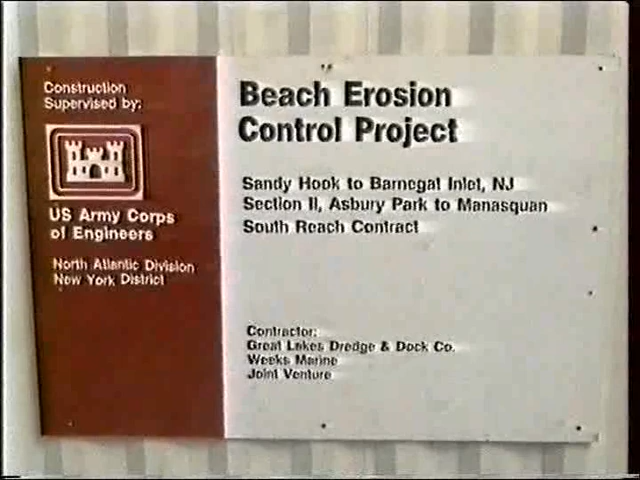 Construction
Supervised by:
US Army Corps
of Engineers
North Atlantic Division
New York District
Beach Erosion
Control Project
Sandy Hook to Barnegat Inlet, NJ
Section II, Asbury Park to Manasquan
South Reach Contract
Contractor:
Great Lakes Dredge & Dock Co.
Weeks Marine
Joint Venture